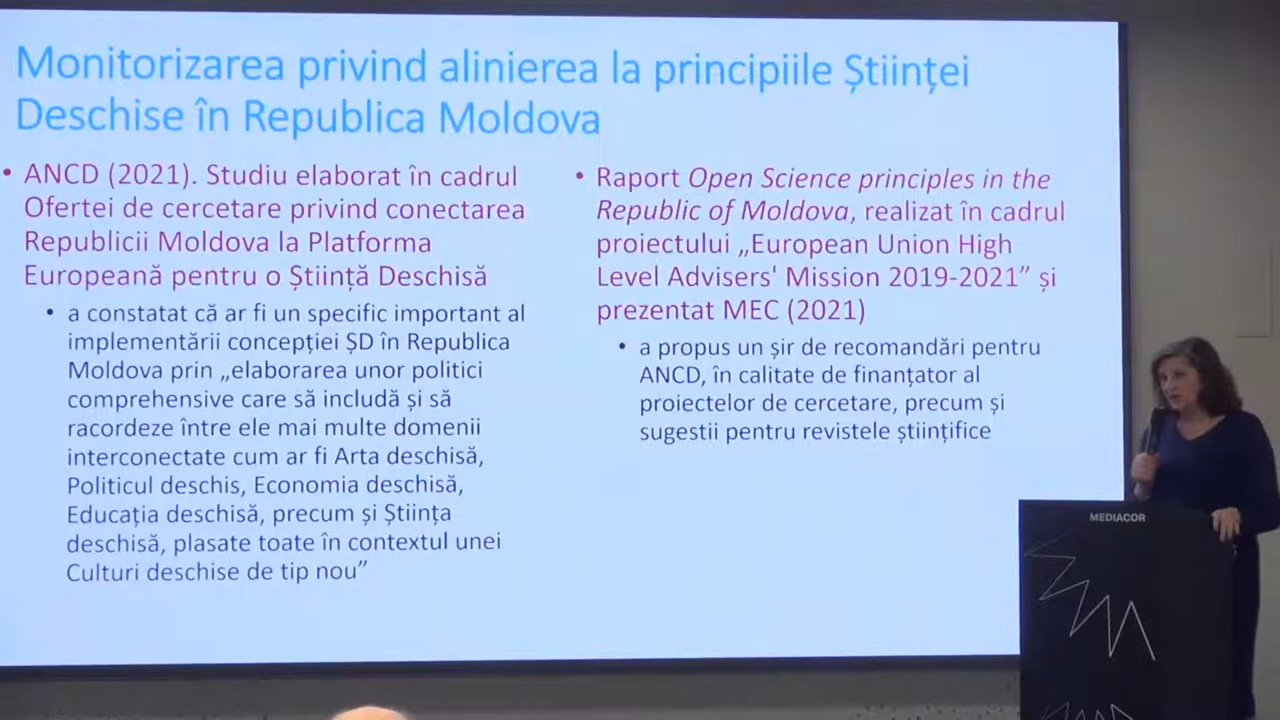 Monitorizarea privind alinierea la principiile Științei
Deschise în Republica Moldova
• ANCD (2021). Studiu elaborat în cadrul
Ofertei de cercetare privind conectarea
Republicii Moldova la Platforma
Europeană pentru o Știință Deschisă
• a constatat că ar fi un specific important al
implementării concepției ȘD în Republica
Moldova prin „elaborarea unor politici
comprehensive care să includă și să
racordeze între ele mai multe domenii
interconectate cum ar fi Arta deschisă,
Politicul deschis, Economia deschisă,
Educația deschisă, precum și Știința
deschisă, plasate toate în contextul unei
Culturi deschise de tip nou”
• Raport Open Science principles in the
Republic of Moldova, realizat în cadrul
proiectului „European Union High
Level Advisers' Mission 2019-2021” și
prezentat MEC (2021)
• a propus un șir de recomandări pentru
ANCD, în calitate de finanțator al
proiectelor de cercetare, precum și
sugestii pentru revistele științifice
MEDIACOR